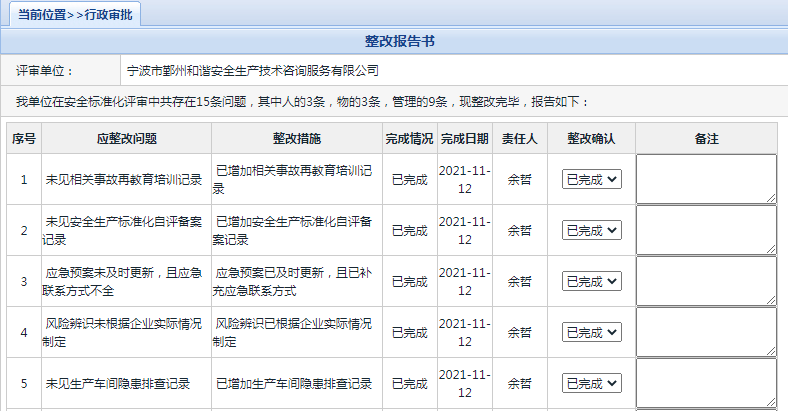 当前位置>>行政审批
整改报告书
评审单位： 宁波市鄞州和谐安全生产技术咨询服务有限公司
我单位在安全标准化评审中共存在15条问题，其中人的3条，物的3条，管理的9条，现整改完毕，报告如下：
序号 应整改问题 整改措施 完成情况 完成日期 责任人 整改确认 备注
1 未见相关事故再教育培训记录 已增加相关事故再教育培训记
录 已完成 2021-11-
12 余哲 已完成
2 未见安全生产标准化自评备案
记录 已增加安全生产标准化自评备
案记录 已完成 2021-11-
12 余哲 已完成
3 应急预案未及时更新，且应急
联系方式不全 应急预案已及时更新，且已补
充应急联系方式 已完成 2021-11-
12 余哲 已完成
4 风险辨识未根据企业实际情况
制定 风险辨识已根据企业实际情况
制定 已完成 2021-11-
12 余哲 已完成
5 未见生产车间隐患排查记录 已增加生产车间隐患排查记录 已完成 2021-11-
12 余哲 已完成